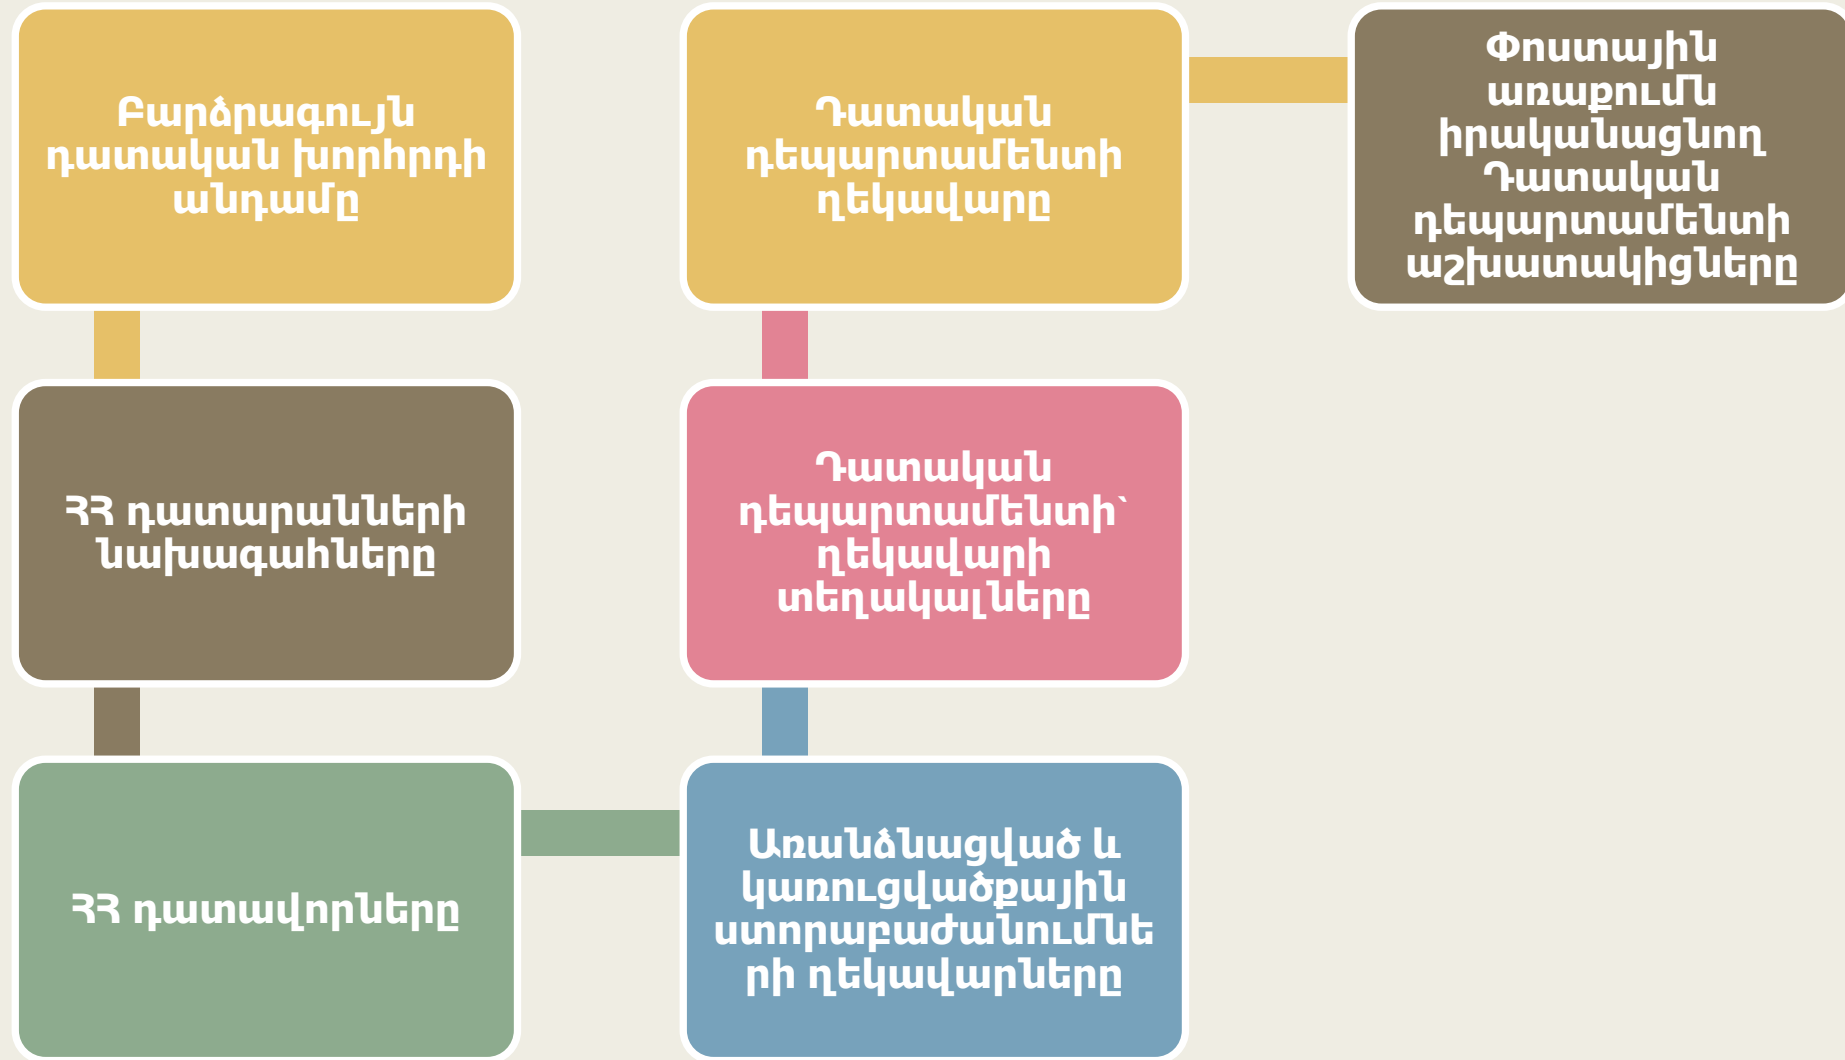 Բարձրագույն
դատական խորհրդի
անդամը
ՀՀ դատարանների
նախագահները
ՀՀ դատավորները
Առանձնացված և
կառուցվածքային
ստորաբաժանումնե
րի ղեկավարները
Դատական
դեպարտամենտի՝
ղեկավարի
տեղակալները
Դատական
դեպարտամենտի
ղեկավարը
Փոստային
առաքումն
իրականացնող
Դատական
դեպարտամենտի
աշխատակիցները